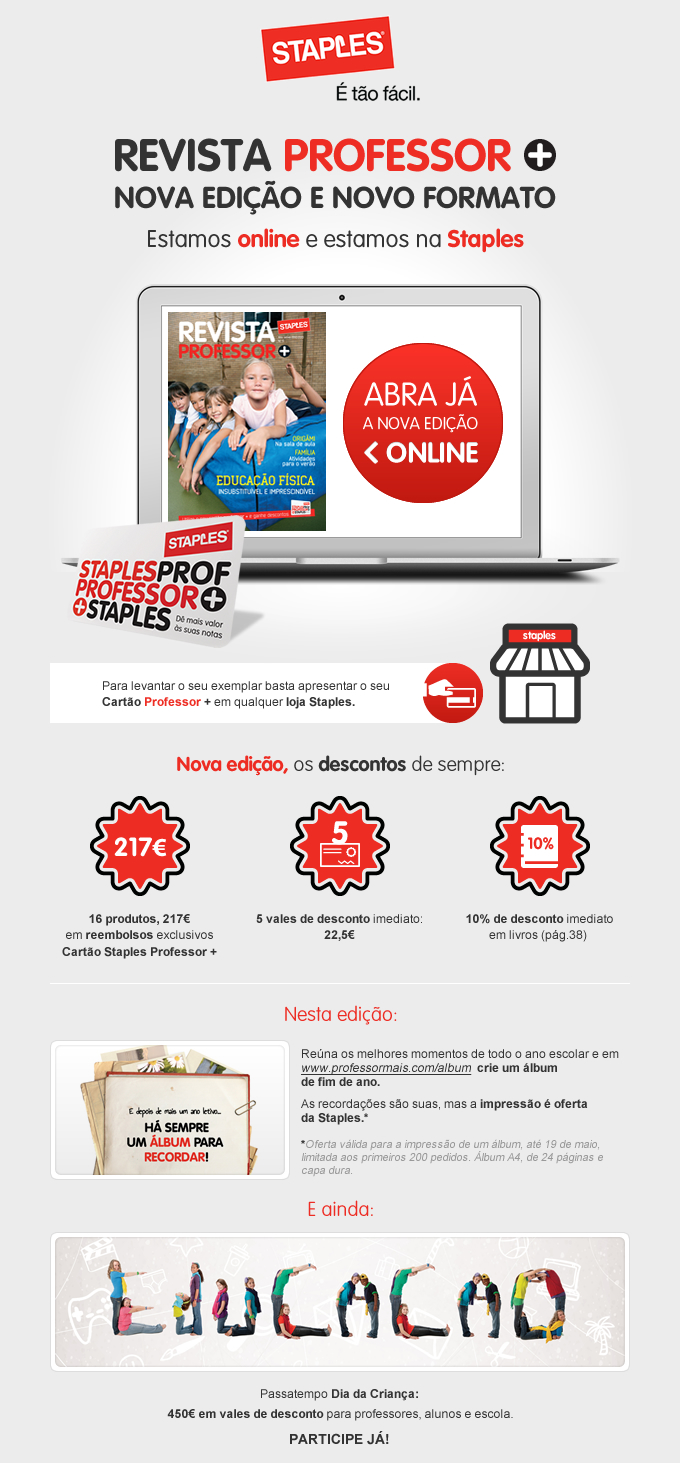 STAPLES
É tão fácil.
REVISTA PROFESSOR +
NOVA EDIÇÃO E NOVO FORMATO
Estamos online e estamos na Staples
REVISTA STAPLES
PROFESSOR +
ORIGÂMI
Na sala de aula
FAMÍLIA
Atividades
para o verão
EDUCAÇÃO FÍSICA
INSUBSTITUÍVEL E IMPRESCINDÍVEL
ABRA JÁ
A NOVA EDIÇÃO
< ONLINE
STAPLES
STAPLESPROF
PROFESSOR +
+ STAPLES
Dê mais valor
às suas notas
staples
Para levantar o seu exemplar basta apresentar o seu
Cartão Professor + em qualquer loja Staples.
Nova edição, os descontos de sempre:
217€
5
10%
16 produtos, 217€
em reembolsos exclusivos
Cartão Staples Professor +
5 vales de desconto imediato:
22,5€
10% de desconto imediato
em livros (pág.38)
Nesta edição:
E depois de mais um ano letivo...
HÁ SEMPRE
UM ÁLBUM PARA
RECORDAR!
Reúna os melhores momentos de todo o ano escolar e em
www.professormais.com/album crie um álbum
de fim de ano.
As recordações são suas, mas a impressão é oferta
da Staples.*
*Oferta válida para a impressão de um álbum, até 19 de maio,
limitada aos primeiros 200 pedidos. Álbum A4, de 24 páginas e
capa dura.
E ainda:
Passatempo Dia da Criança:
450€ em vales de desconto para professores, alunos e escola.
PARTICIPE JÁ!